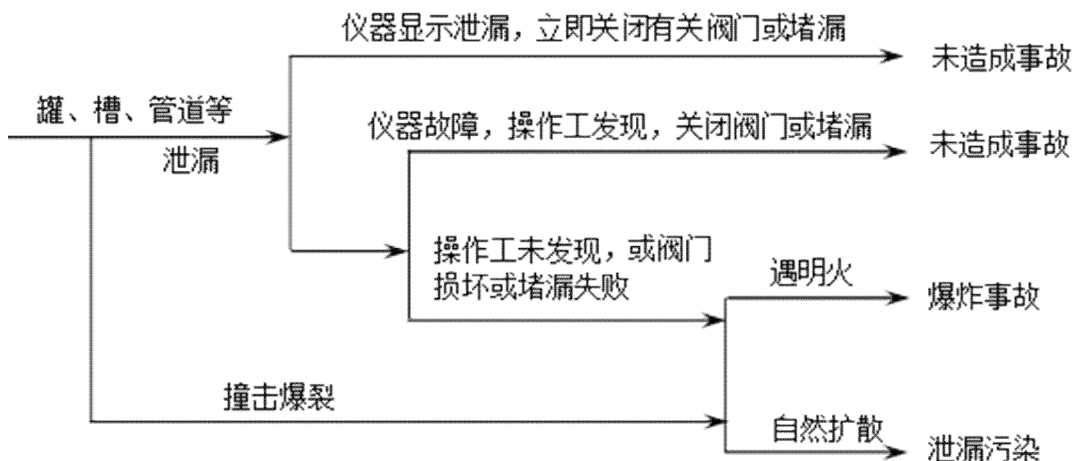 仪器显示泄漏，立即关闭有关阀门或堵漏
未造成事故
罐、槽、管道等
泄漏
仪器故障，操作工发现，关闭阀门或堵漏
未造成事故
操作工未发现，或阀门
损坏或堵漏失败
遇明火
爆炸事故
撞击爆裂
自然扩散
泄漏污染